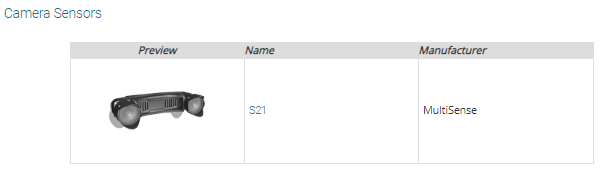 Camera Sensors
Preview Name Manufacturer
S21 MultiSense